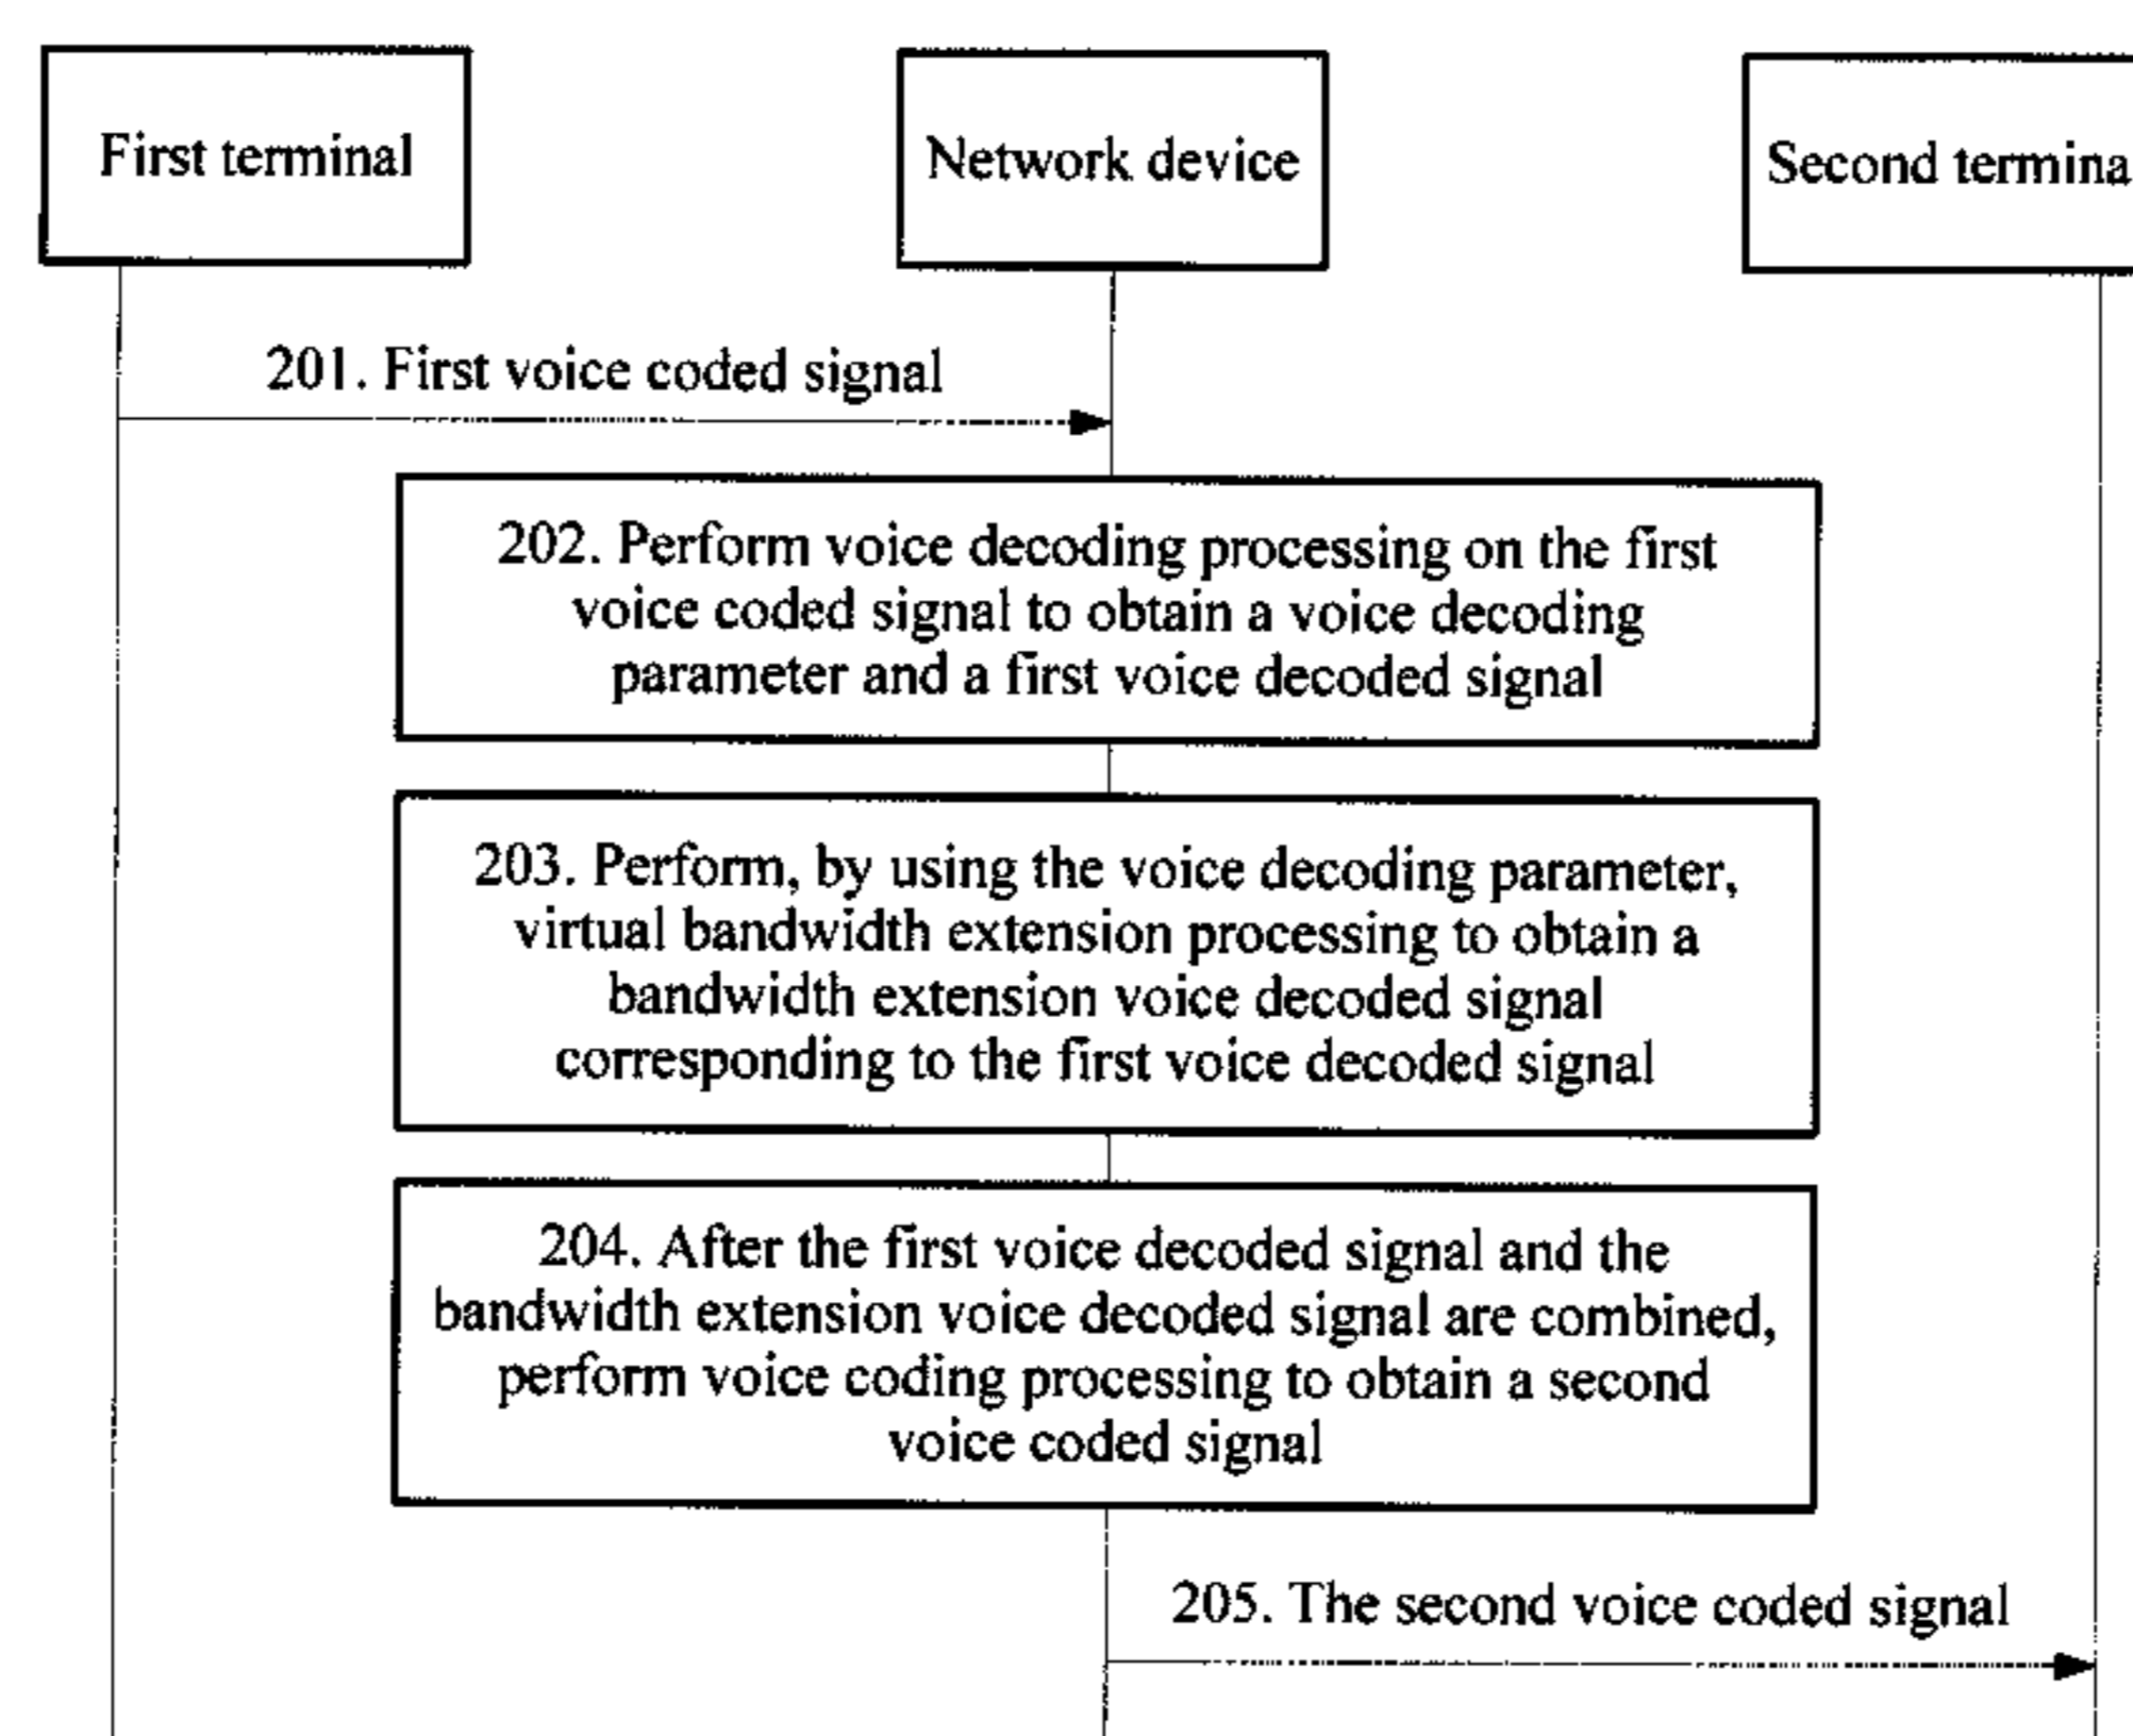 First terminal
Network device
Second termina
201. First voice coded signal
202. Perform voice decoding processing on the first
voice coded signal to obtain a voice decoding
parameter and a first voice decoded signal
203. Perform, by using the voice decoding parameter,
virtual bandwidth extension processing to obtain a
bandwidth extension voice decoded signal
corresponding to the first voice decoded signal
204. After the first voice decoded signal and the
bandwidth extension voice decoded signal are combined,
perform voice coding processing to obtain a second
voice coded signal
205. The second voice coded signal